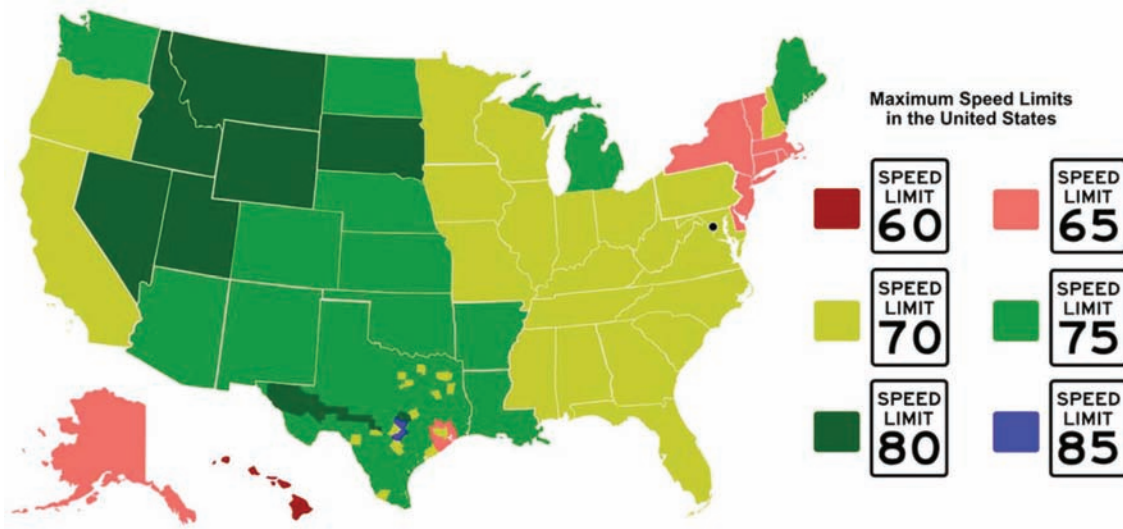 Maximum Speed Limits
in the United States
SPEED
LIMIT
60
SPEED
LIMIT
65
SPEED
LIMIT
70
SPEED
LIMIT
75
SPEED
LIMIT
80
SPEED
LIMIT
85